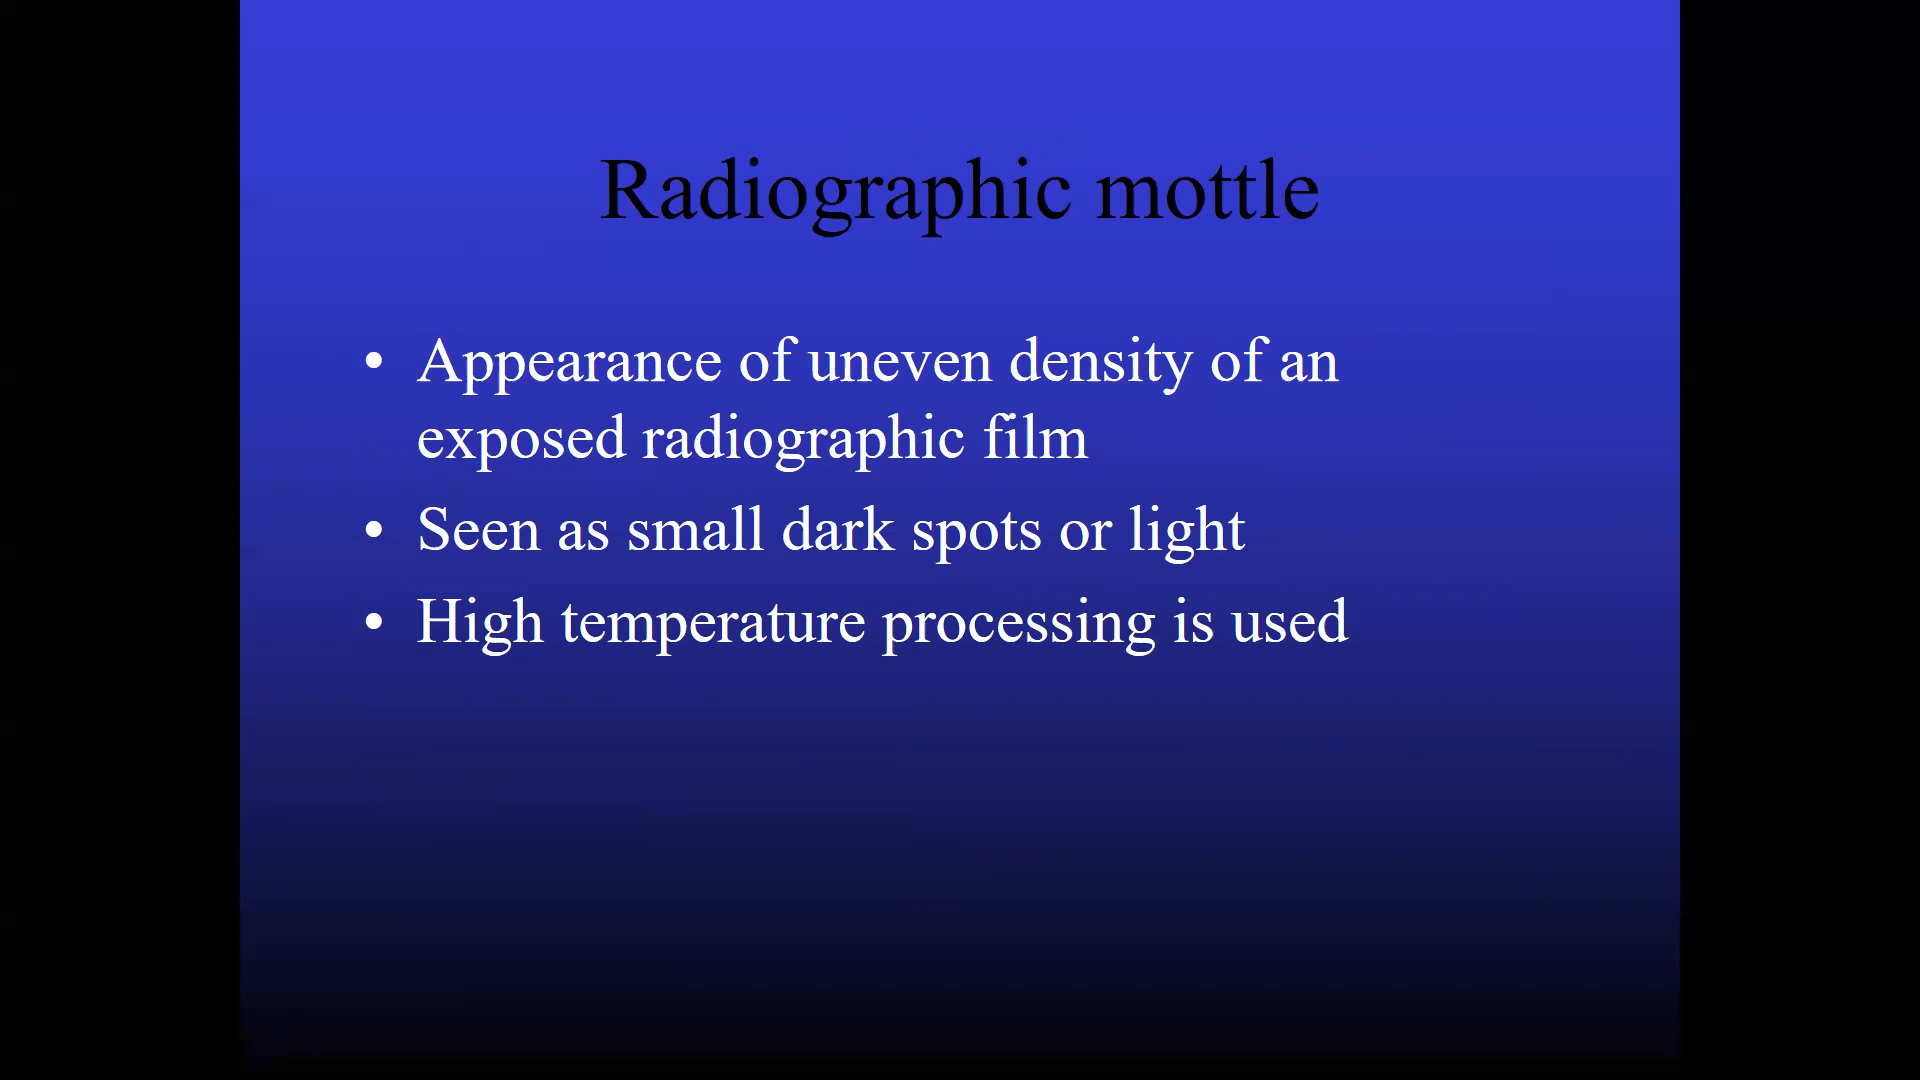 Radiographic mottle
• Appearance of uneven density of an
exposed radiographic film
• Seen as small dark spots or light
• High temperature processing is used